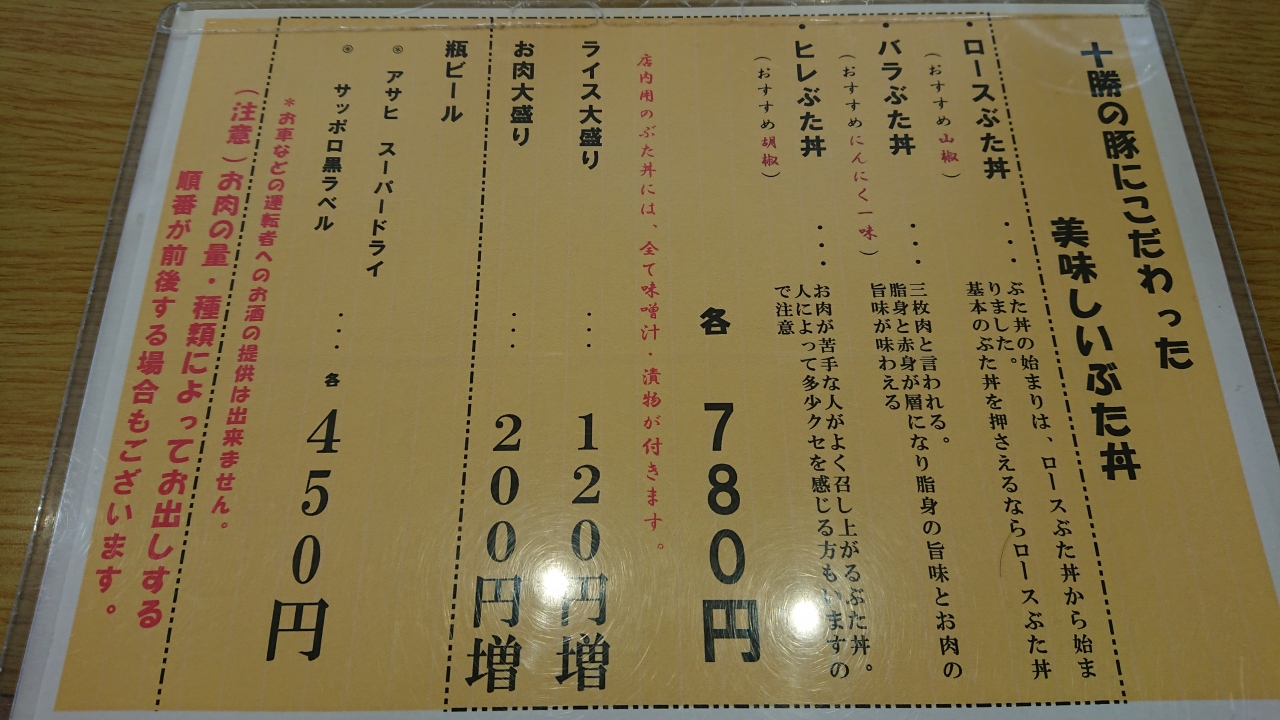 十勝の豚にこだわった
美味しいぶた丼
・ロースぶた丼 ・・・
（おすすめ山椒）
ぶた丼の始まりは、ロースぶた丼から始ま
りました。
基本のぶた丼を押さえるならロースぶた丼
・バラぶた丼 ・・・
（おすすめにんにく一味）
三枚肉と言われる。
脂身と赤身が層になり脂身の旨味とお肉の
旨味が味わえる
・ヒレぶた丼 ・・・
（おすすめ胡椒）
お肉が苦手な人がよく召し上がるぶた丼。
人によって多少クセを感じる方もいますの
で注意
各 780円
店内用のぶた丼には、全て味噌汁・漬物が付きます。
ライス大盛り ・・・ 120円増
お肉大盛り ・・・ 200円増
瓶ビール
◎ アサヒ スーパードライ
◎ サッポロ黒ラベル ・・・ 各 450円
＊お車などの運転者へのお酒の提供は出来ません。
（注意）お肉の量・種類によってお出しする
順番が前後する場合もございます。